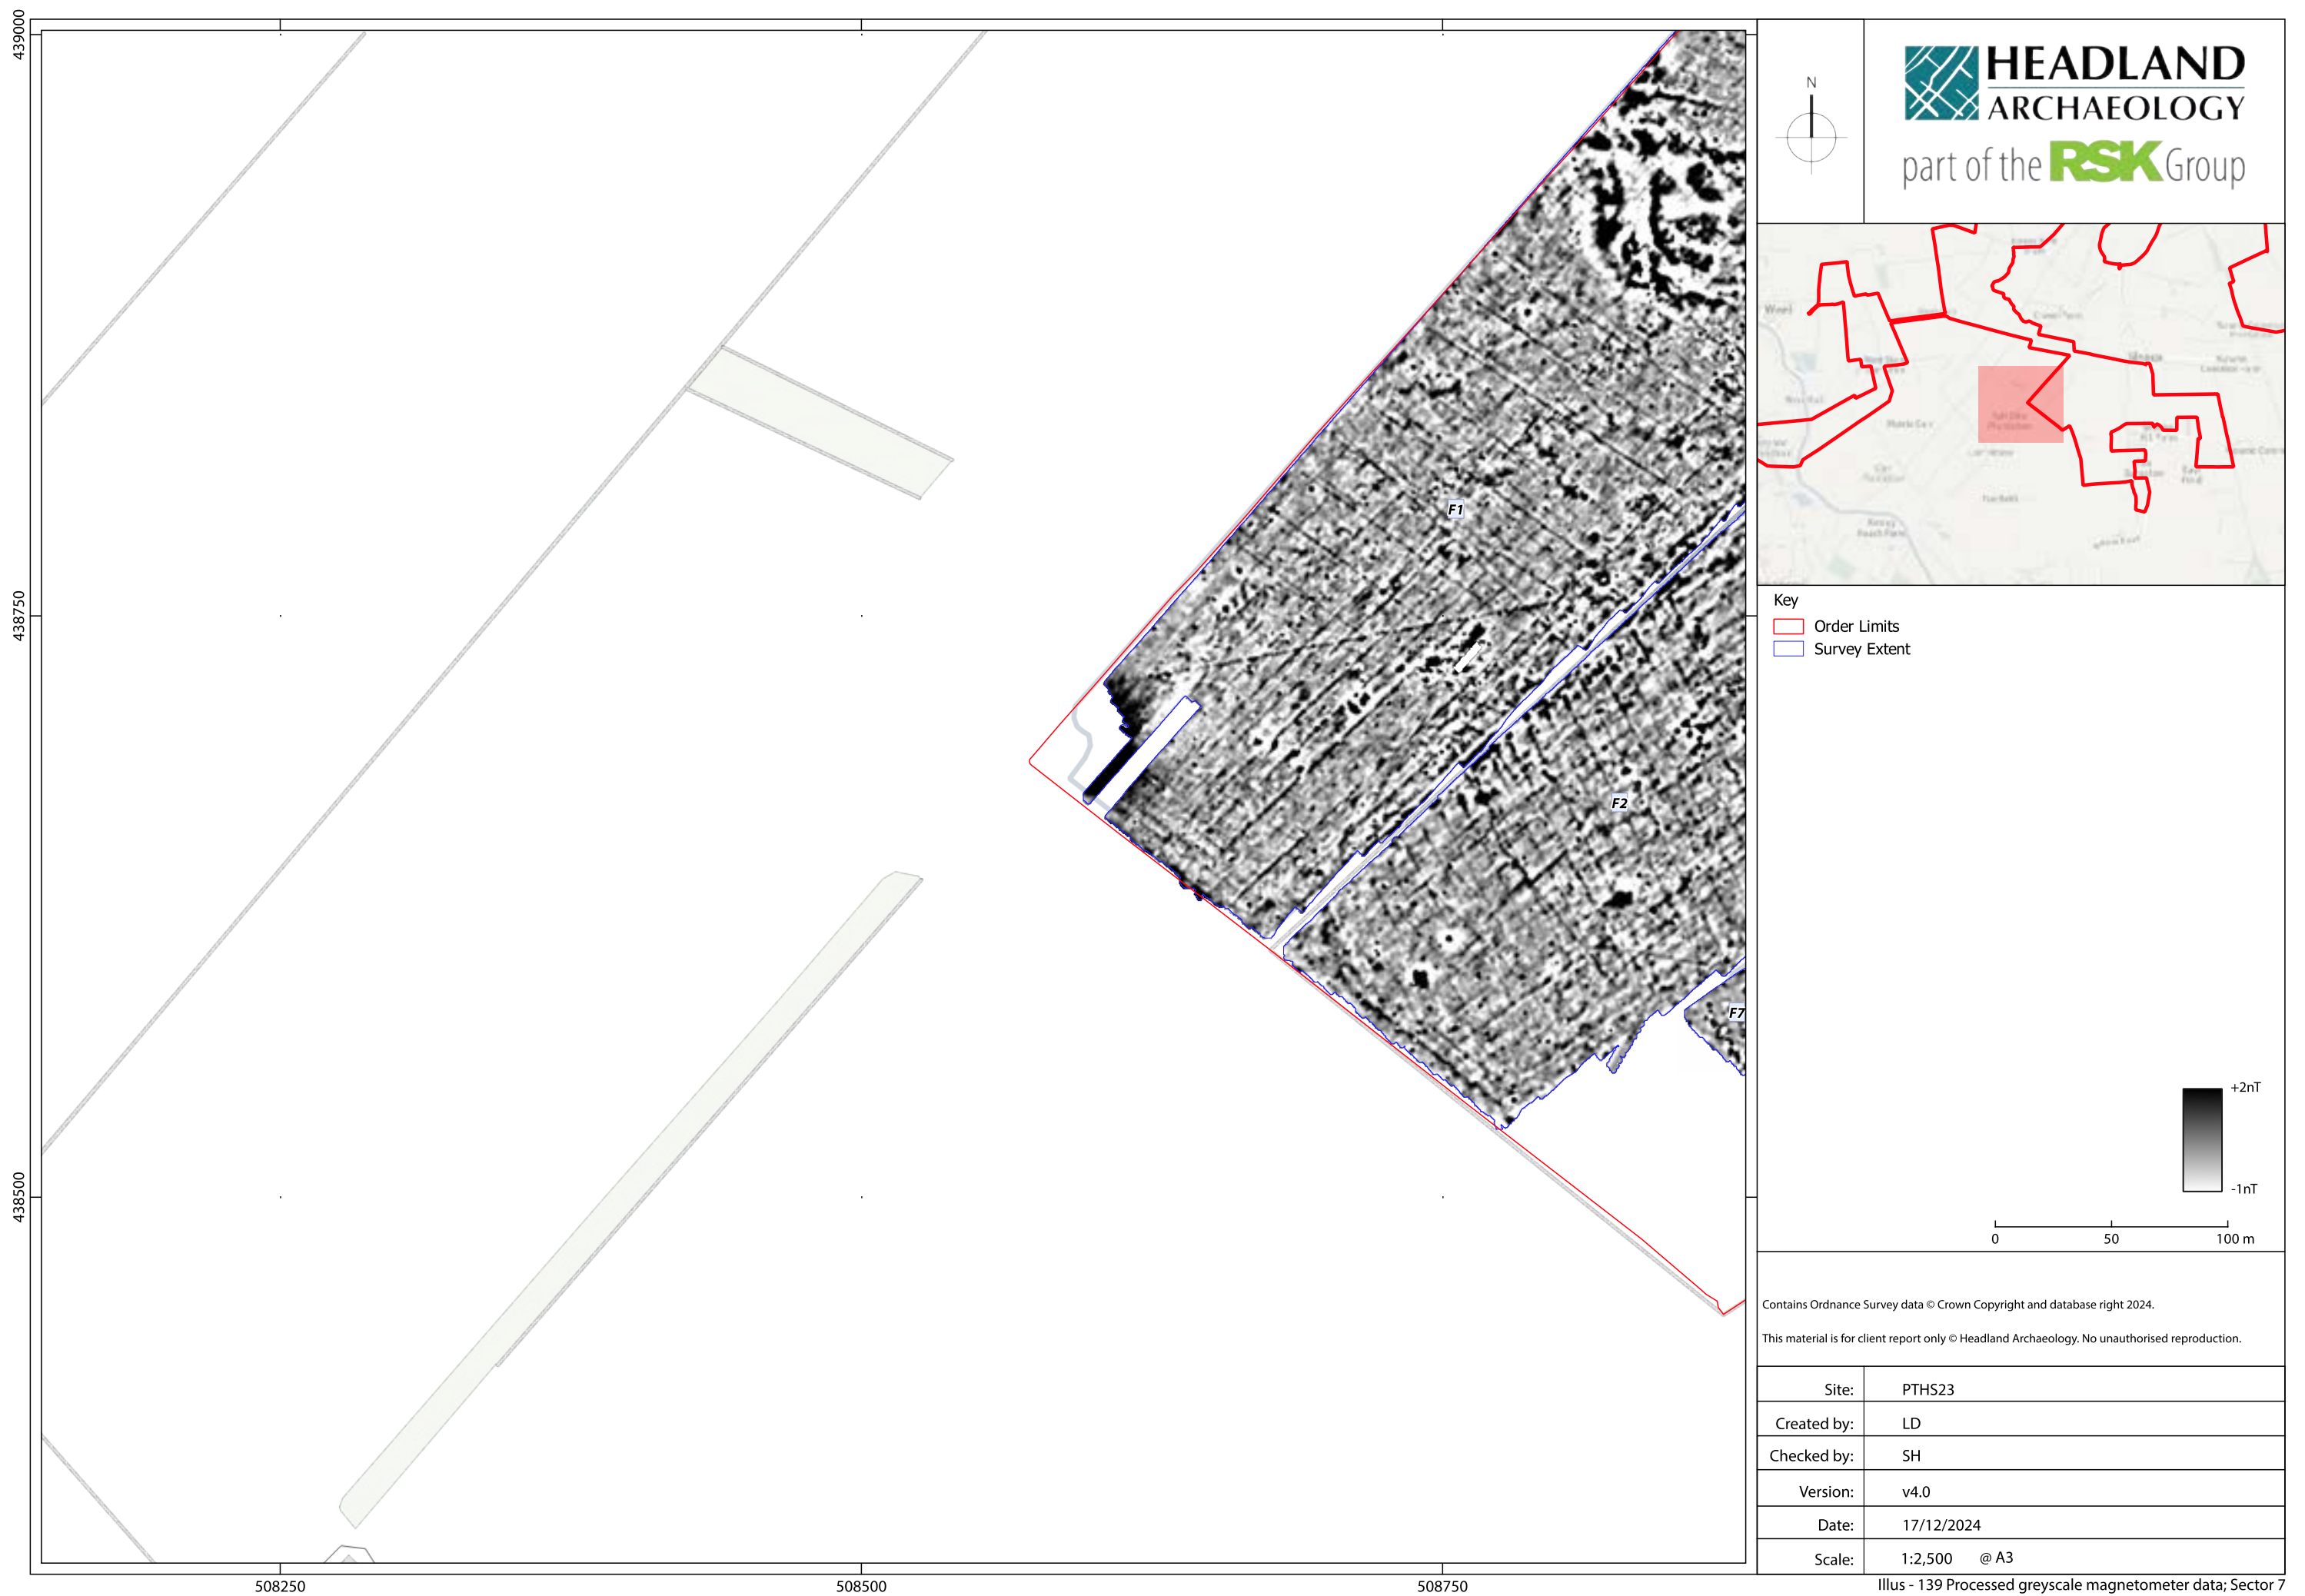 439000
438750
438500
508250
508500
508750
F1
F2
F7
N
HEADLAND
ARCHAEOLOGY
part of the RSK Group
Weel
Key
Order Limits
Survey Extent
+2nT
-1nT
0 50 100 m
Contains Ordnance Survey data © Crown Copyright and database right 2024.
This material is for client report only © Headland Archaeology. No unauthorised reproduction.
Site: PTHS23
Created by: LD
Checked by: SH
Version: v4.0
Date: 17/12/2024
Scale: 1:2,500 @ A3
Illus - 139 Processed greyscale magnetometer data; Sector 7